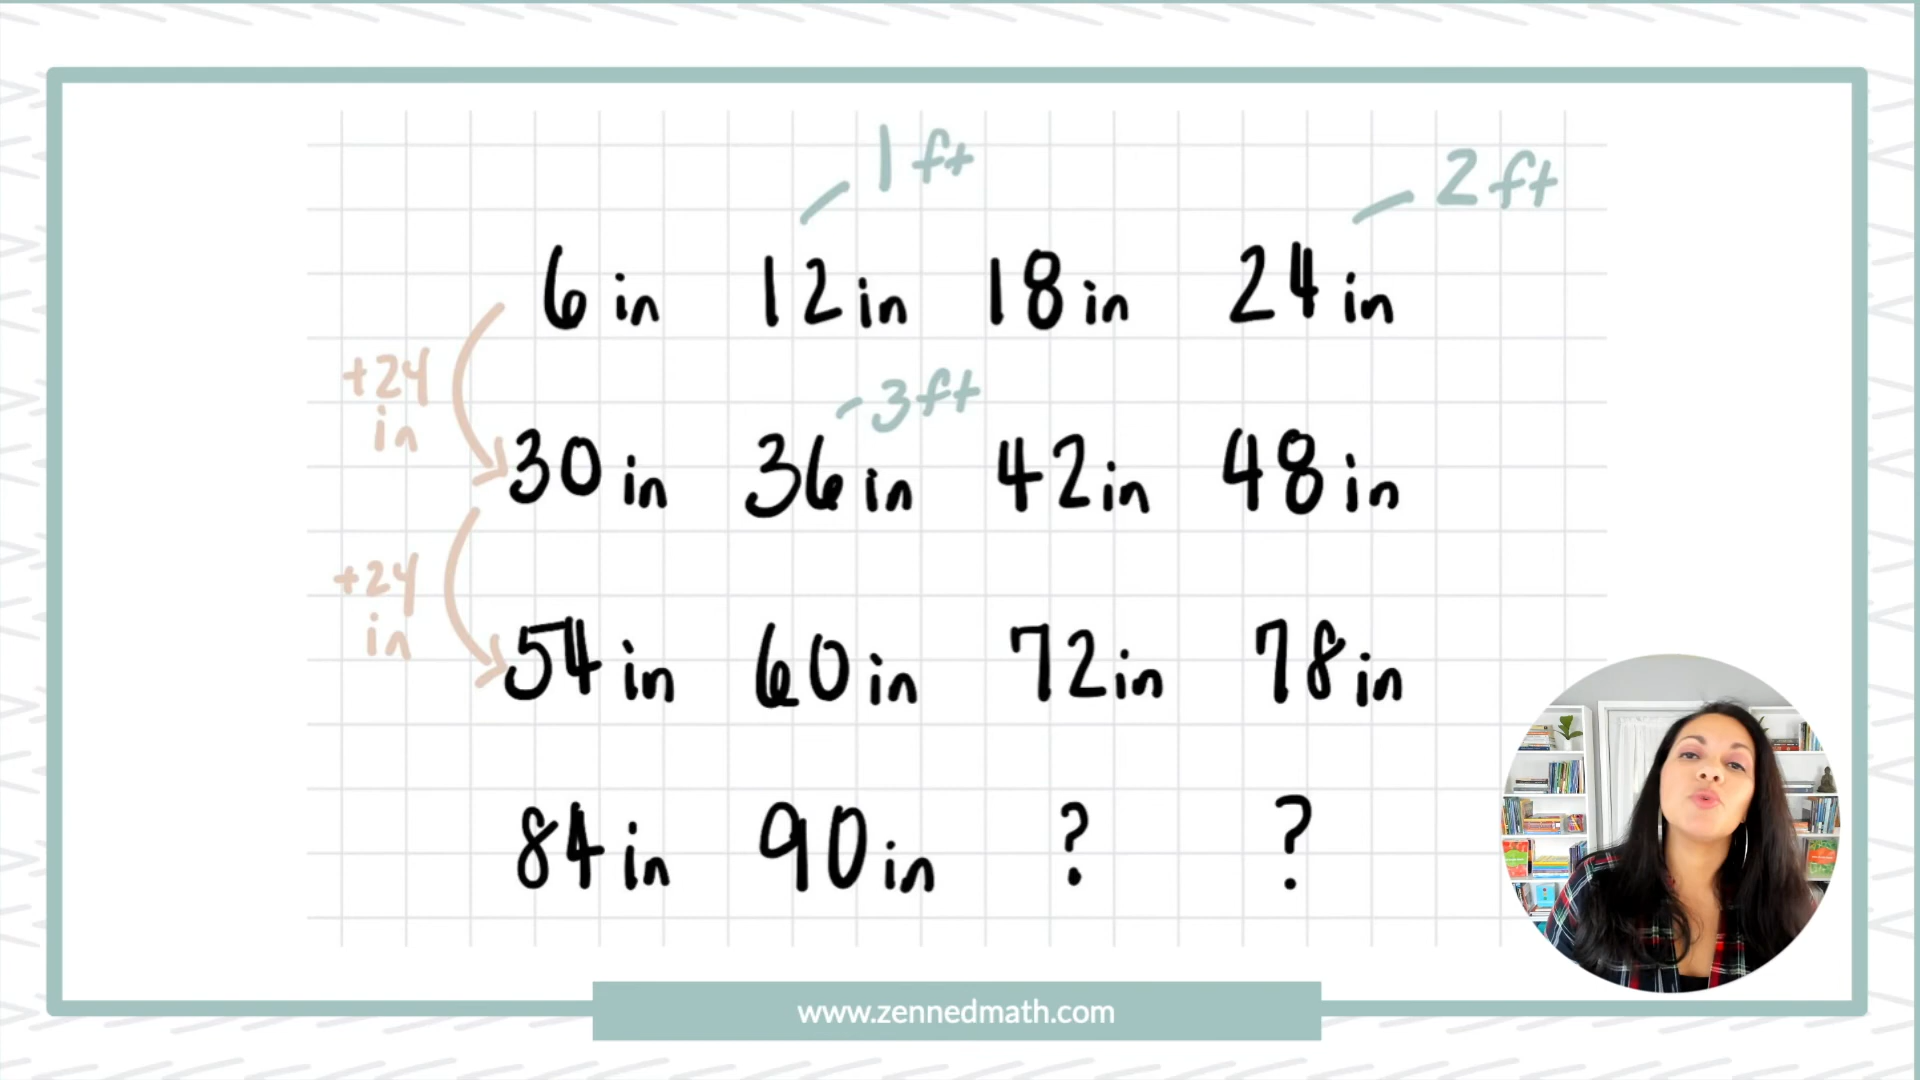 1 ft
2 ft
6 in 12 in 18 in 24 in
+24
in
3 ft
30 in 36 in 42 in 48 in
+24
in
54 in 60 in 72 in 78 in
84 in 90 in ? ?
www.zennedmath.com